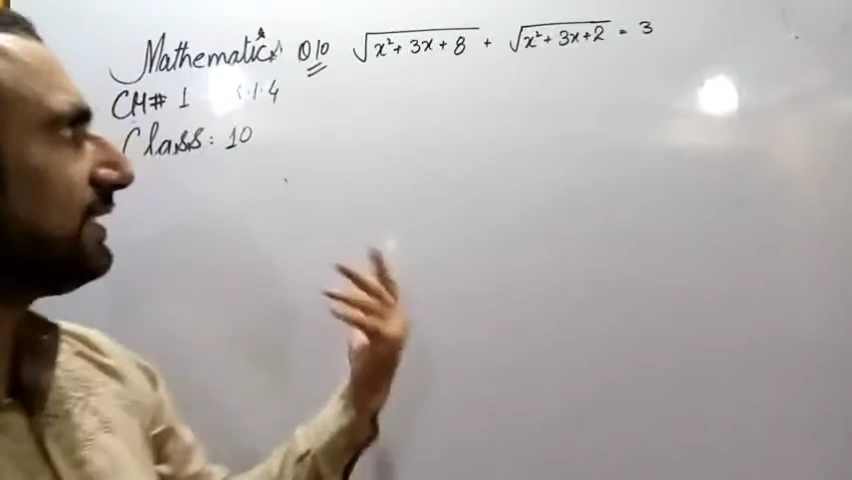 Mathematics Q10 √x²+3x+8 + √x²+3x+2 = 3
CH# 1 1.4
Class: 10